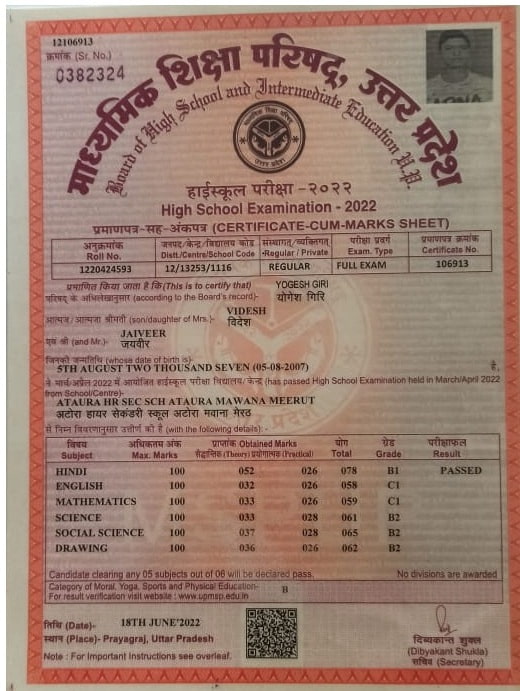 12106913
क्रमांक (Sr. No.)
0382324
माध्यमिक शिक्षा परिषद्, उत्तर प्रदेश
Board of High School and Intermediate Education U.P.
हाईस्कूल परीक्षा -२०२२
High School Examination - 2022
प्रमाणपत्र-सह-अंकपत्र (CERTIFICATE-CUM-MARKS SHEET)
अनुक्रमांक जनपद/केन्द्र/विद्यालय कोड संस्थागत/व्यक्तिगत परीक्षा प्रवर्ग प्रमाणपत्र क्रमांक
Roll No. Distt./Centre/School Code Regular / Private Exam. Type Certificate No.
1220424593 12/13253/1116 REGULAR FULL EXAM 106913
प्रमाणित किया जाता है कि (This is to certify that) YOGESH GIRI
परिषद् के अभिलेखानुसार (according to the Board's record)- योगेश गिरि
VIDESH
आत्मज/ आत्मजा श्रीमती (son/daughter of Mrs.)- विदेश
JAIVEER
एवं श्री (and Mr.)- जयवीर
जिनकी जन्मतिथि (whose date of birth is)-
5TH AUGUST TWO THOUSAND SEVEN (05-08-2007) है,
ने मार्च/अप्रैल 2022 में आयोजित हाईस्कूल परीक्षा विद्यालय/ केन्द्र (has passed High School Examination held in March/April 2022
from School/Centre)-
ATAURA HR SEC SCH ATAURA MAWANA MEERUT
अटोरा हायर सेकंडरी स्कूल अटोरा मवाना मेरठ
से निम्न विवरणानुसार उत्तीर्ण की है (with the following details): -
विषय अधिकतम अंक प्राप्तांक Obtained Marks योग ग्रेड परीक्षाफल
Subject Max. Marks सैद्धान्तिक (Theory) प्रयोगात्मक (Practical) Total Grade Result
HINDI 100 052 026 078 B1 PASSED
ENGLISH 100 032 026 058 C1
MATHEMATICS 100 033 026 059 C1
SCIENCE 100 033 028 061 B2
SOCIAL SCIENCE 100 037 028 065 B2
DRAWING 100 036 026 062 B2
Candidate clearing any 05 subjects out of 06 will be declared pass. No divisions are awarded
Category of Moral, Yoga, Sports and Physical Education- B
For result verification visit website : www.upmsp.edu.in
तिथि (Date)- 18TH JUNE'2022
स्थान (Place)- Prayagraj, Uttar Pradesh
दिव्यकान्त शुक्ल
(Dibyakant Shukla)
सचिव (Secretary)
Note : For Important Instructions see overleaf.